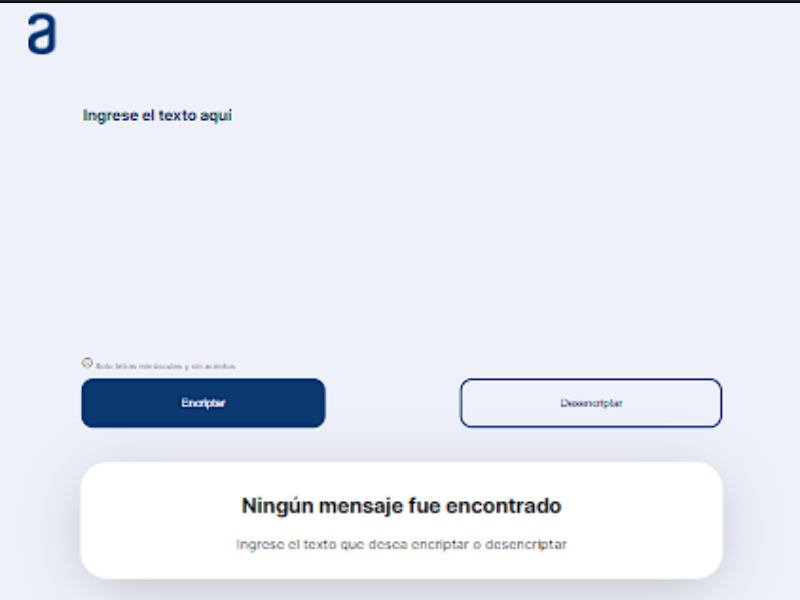 a
Ingrese el texto aquí
Solo letras minúsculas y sin acentos
Encriptar
Desencriptar
Ningún mensaje fue encontrado
Ingrese el texto que desea encriptar o desencriptar